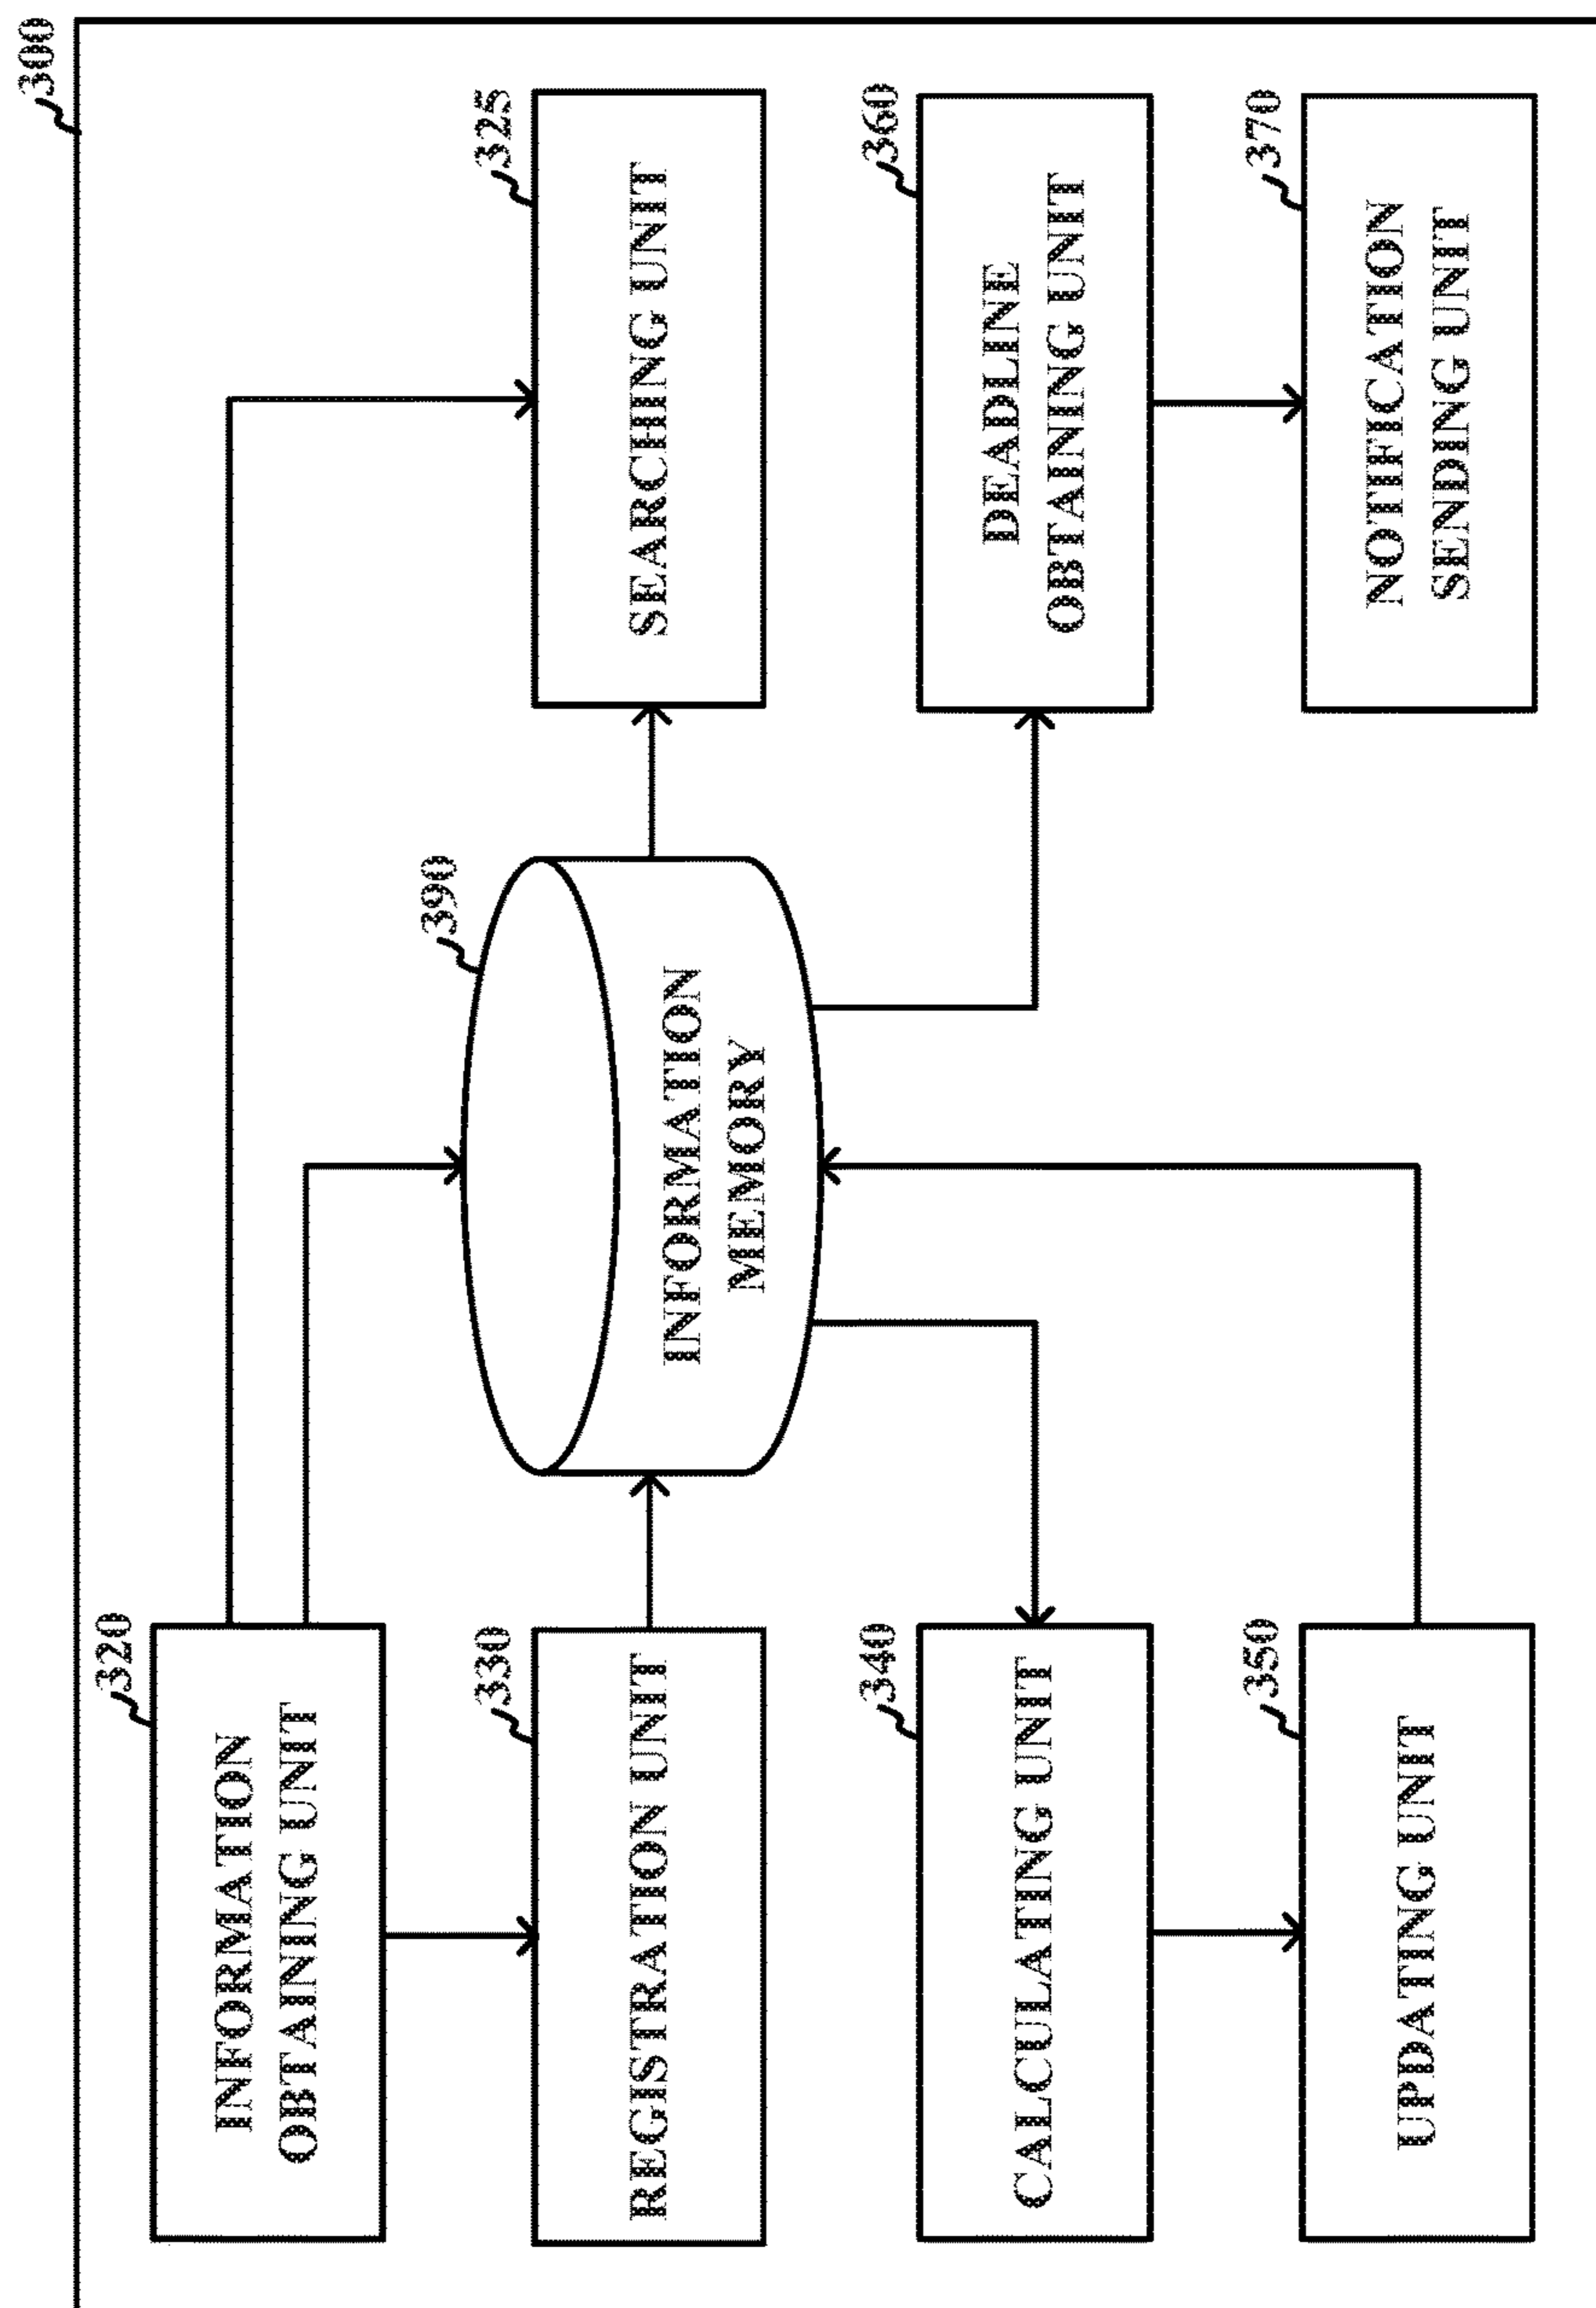 300
320
INFORMATION
OBTAINING UNIT
330
REGISTRATION UNIT
340
CALCULATING UNIT
350
UPDATING UNIT
390
INFORMATION
MEMORY
325
SEARCHING UNIT
360
DEADLINE
OBTAINING UNIT
370
NOTIFICATION
SENDING UNIT